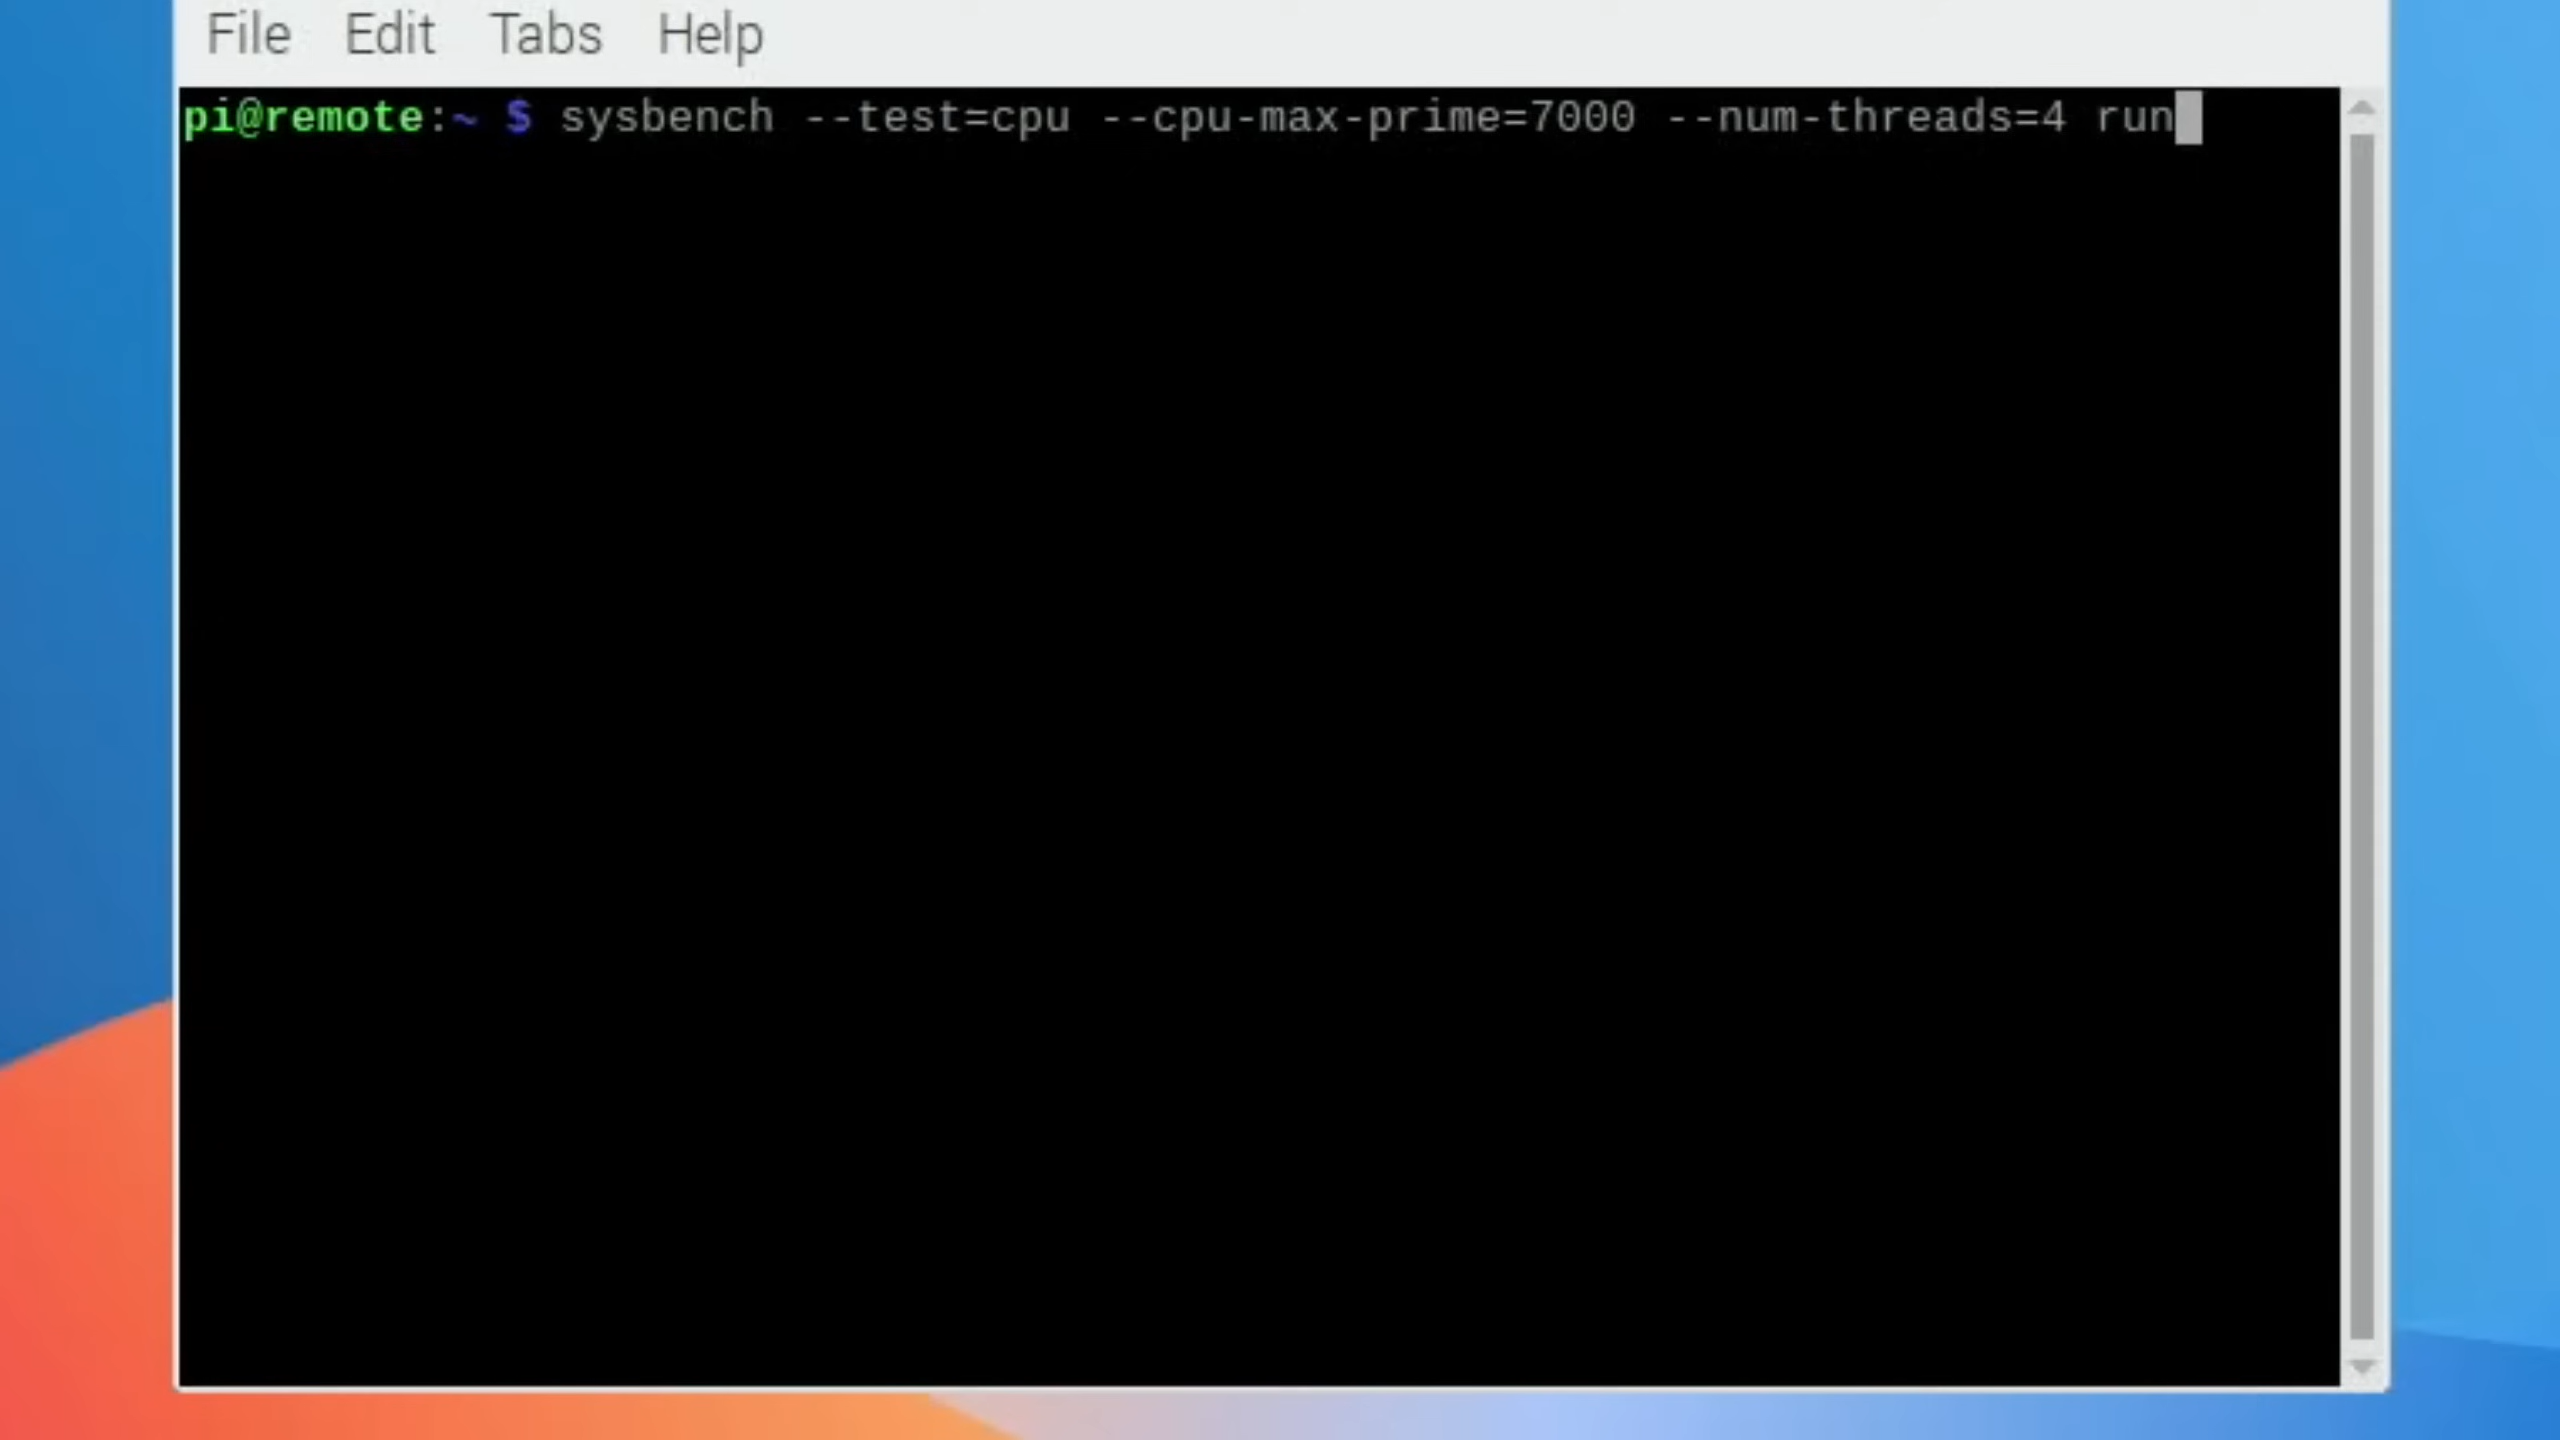 File Edit Tabs Help
pi@remote:~ $ sysbench --test=cpu --cpu-max-prime=7000 --num-threads=4 run